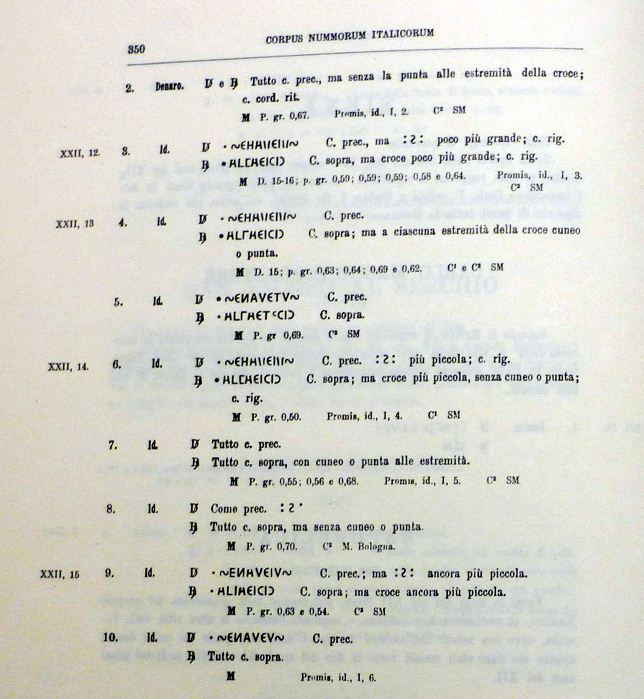 350
CORPUS NUMMORUM ITALICORUM
2. Denaro. D/ e R/ Tutto c. prec., ma senza la punta alle estremità della croce;
c. cord. rit.
M P. gr. 0,67. Promis, id., I, 2. C² SM
XXII, 12 3. Id. D/ C. prec., ma :2: poco più grande; c. rig.
R/ C. sopra, ma croce poco più grande; c. rig.
M D. 15-16; p. gr. 0,59; 0,59; 0,59; 0,58 e 0,64. Promis, id., I, 3.
C² SM
XXII, 13 4. Id. D/ C. prec.
R/ C. sopra; ma a ciascuna estremità della croce cuneo
o punta.
M D. 15; p. gr. 0,63; 0,64; 0,69 e 0,62. C¹ e C² SM
5. Id. D/ C. prec.
R/ C. sopra.
M P. gr 0,69. C² SM
XXII, 14. 6. Id. D/ C. prec. :2: più piccola; c. rig.
R/ C. sopra; ma croce più piccola, senza cuneo o punta;
c. rig.
M P. gr. 0,50. Promis, id., I, 4. SM
7. Id. D/ Tutto c. prec.
R/ Tutto c. sopra, con cuneo o punta alle estremità.
M P. gr. 0,55; 0,56 e 0,68. Promis, id., I, 5. C² SM
8. Id. D/ Come prec.
R/ Tutto c. sopra, ma senza cuneo o punta.
M P. gr. 0,70. C² M. Bologna.
XXII, 15 9. Id. D/ C. prec.; ma :2: ancora più piccola.
R/ C. sopra; ma croce ancora più piccola.
M P. gr. 0,63 e 0,54. C² SM
10. Id. D/ C. prec.
R/ Tutto c. sopra.
M Promis, id., I, 6.